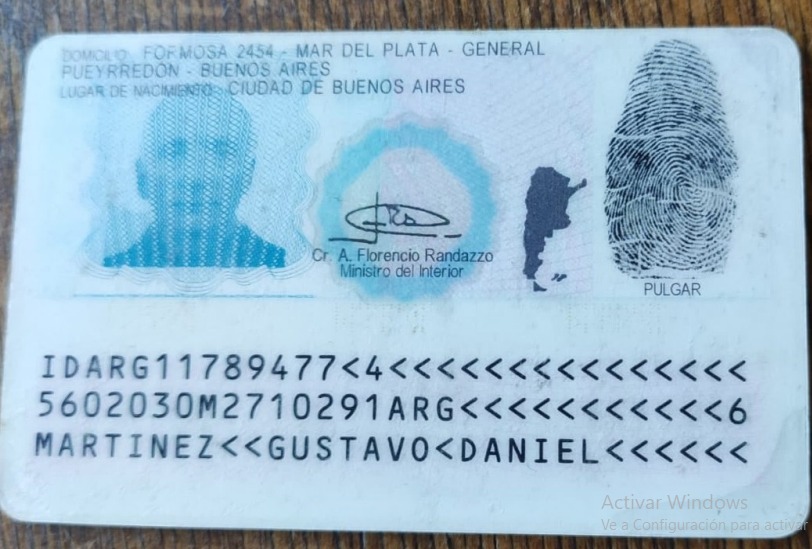 DOMICILIO: FORMOSA 2454 - MAR DEL PLATA - GENERAL
PUEYRREDÓN - BUENOS AIRES
LUGAR DE NACIMIENTO: CIUDAD DE BUENOS AIRES
Cr. A. Florencio Randazzo
Ministro del Interior
PULGAR
IDARG11789477<4<<<<<<<<<<<<<<<
5602030M2710291ARG<<<<<<<<<<<6
MARTINEZ<<GUSTAVO<DANIEL<<<<<<
Activar Windows
Ve a Configuración para activar